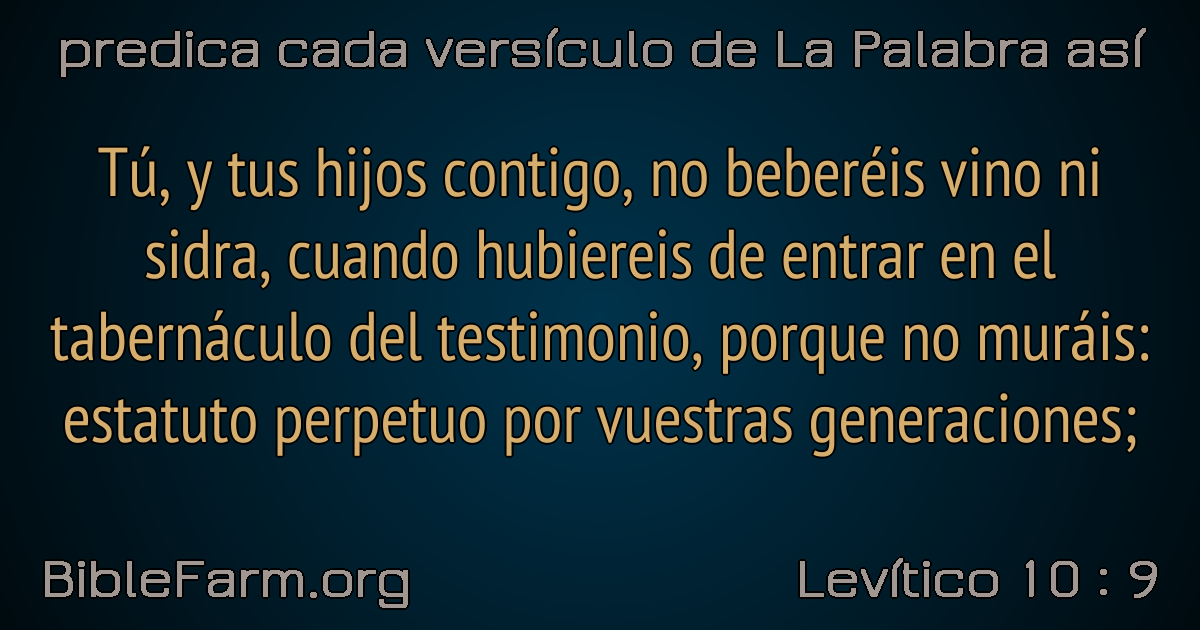 predica cada versículo de La Palabra así
Tú, y tus hijos contigo, no beberéis vino ni
sidra, cuando hubiereis de entrar en el
tabernáculo del testimonio, porque no muráis:
estatuto perpetuo por vuestras generaciones;
BibleFarm.org
Levítico 10 : 9